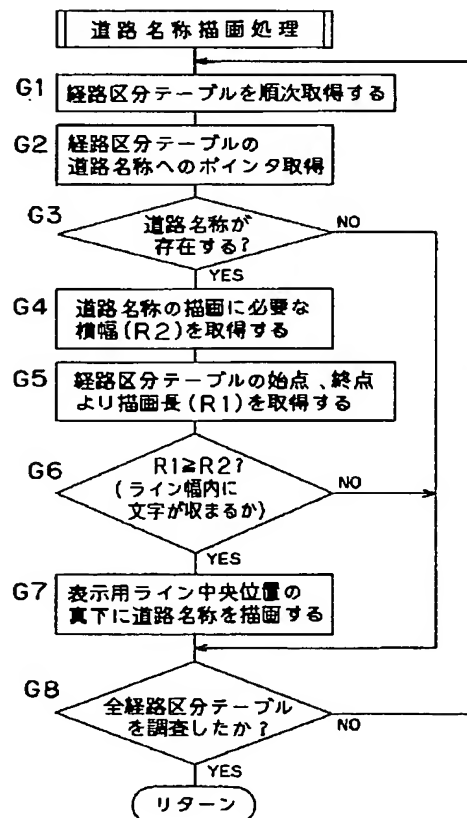 道路名称描画処理
G1
経路区分テーブルを順次取得する
G2
経路区分テーブルの
道路名称へのポインタ取得
G3
道路名称が
存在する?
NO
YES
G4
道路名称の描画に必要な
横幅(R2)を取得する
G5
経路区分テーブルの始点、終点
より描画長(R1)を取得する
G6
R1≧R2?
(ライン幅内に
文字が収まるか)
NO
YES
G7
表示用ライン中央位置の
真下に道路名称を描画する
G8
全経路区分テーブル
を調査したか?
NO
YES
リターン